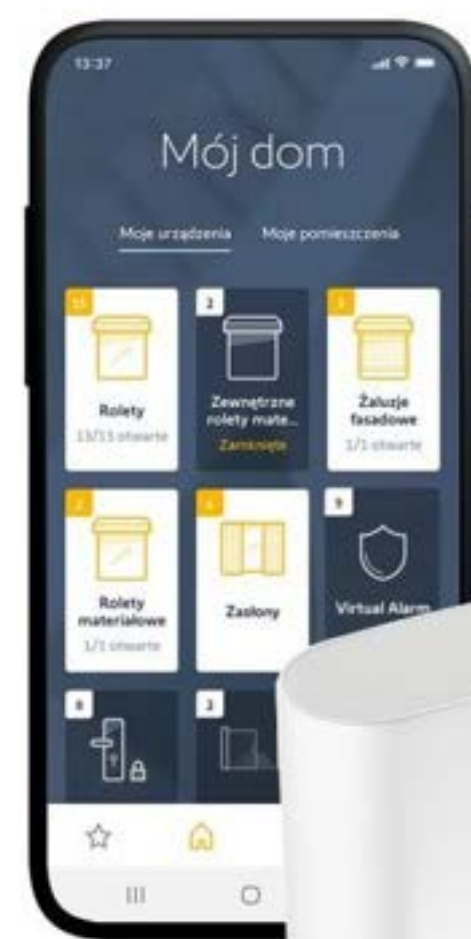 13:37
Mój dom
Moje urządzenia Moje pomieszczenia
Rolety
13/13 otwarte
Zewnętrzne
rolety mate...
Zamknięte
Żaluzje
fasadowe
1/1 otwarte
Rolety
materiałowe
1/1 otwarte
Zasłony
9
Virtual Alarm